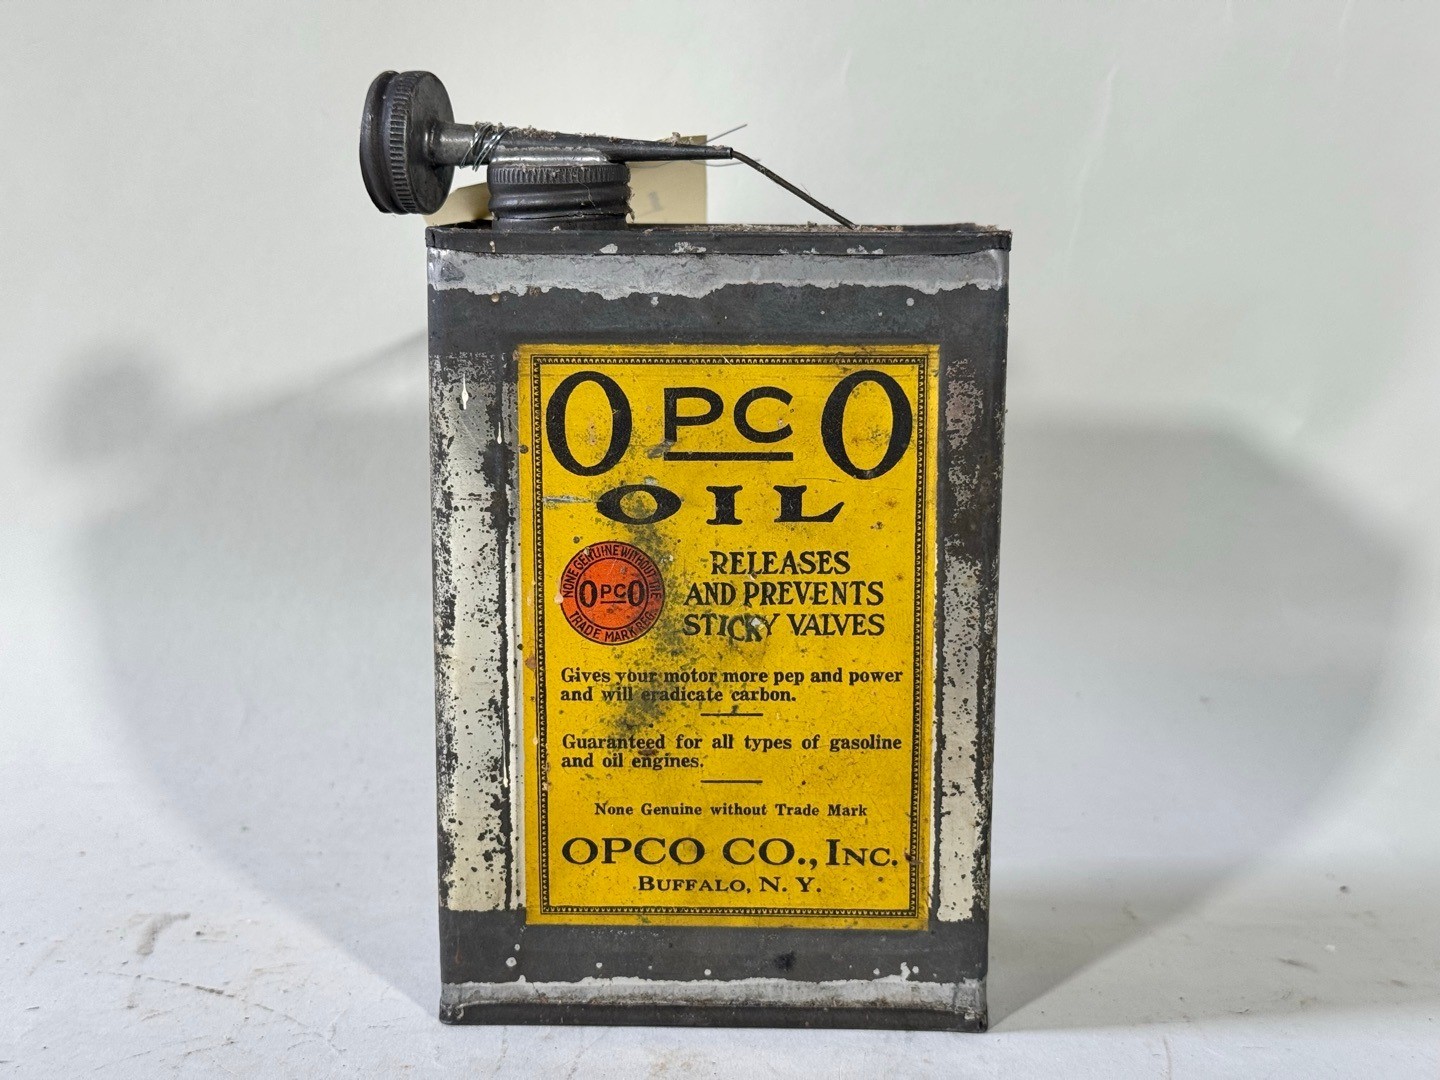 OPCO
OIL
NONE GENUINE WITHOUT THE
OPCO
TRADE MARK REG.
RELEASES
AND PREVENTS
STICKY VALVES
Gives your motor more pep and power
and will eradicate carbon.
Guaranteed for all types of gasoline
and oil engines.
None Genuine without Trade Mark
OPCO CO., INC.
BUFFALO, N. Y.